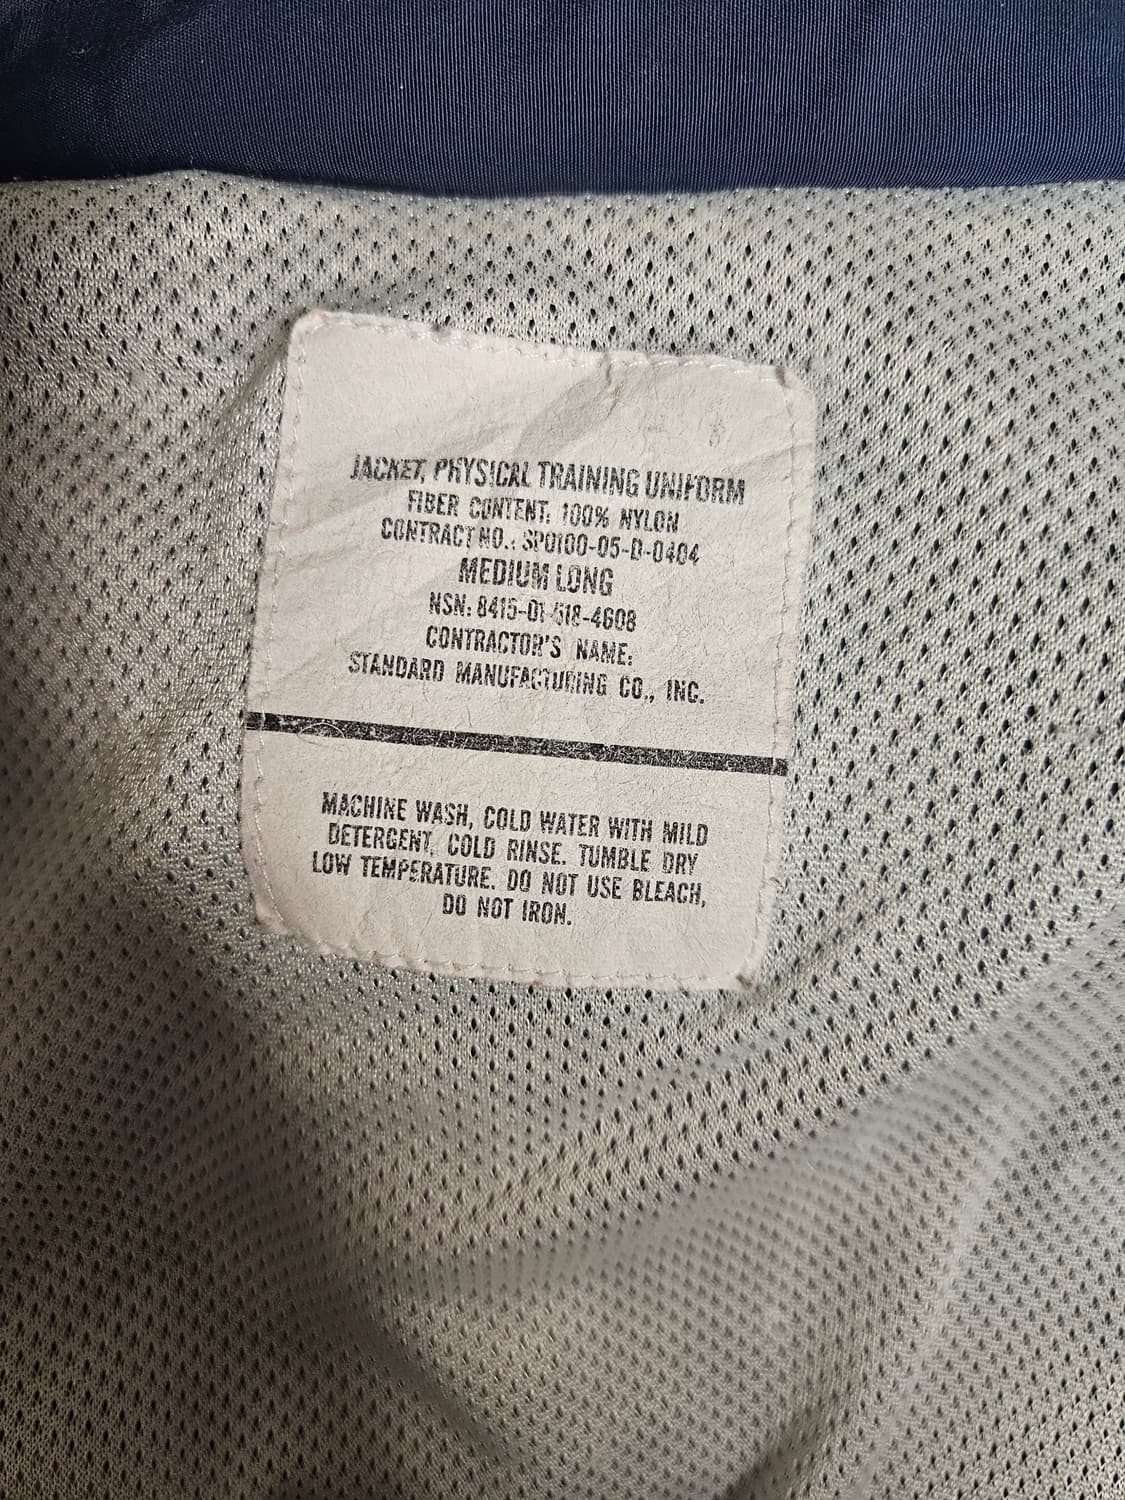 JACKET, PHYSICAL TRAINING UNIFORM
FIBER CONTENT: 100% NYLON
CONTRACT NO.: SPO100-05-D-0404
MEDIUM LONG
NSN: 8415-01-518-4608
CONTRACTOR'S NAME:
STANDARD MANUFACTURING CO., INC.
MACHINE WASH, COLD WATER WITH MILD
DETERGENT, COLD RINSE. TUMBLE DRY
LOW TEMPERATURE. DO NOT USE BLEACH,
DO NOT IRON.